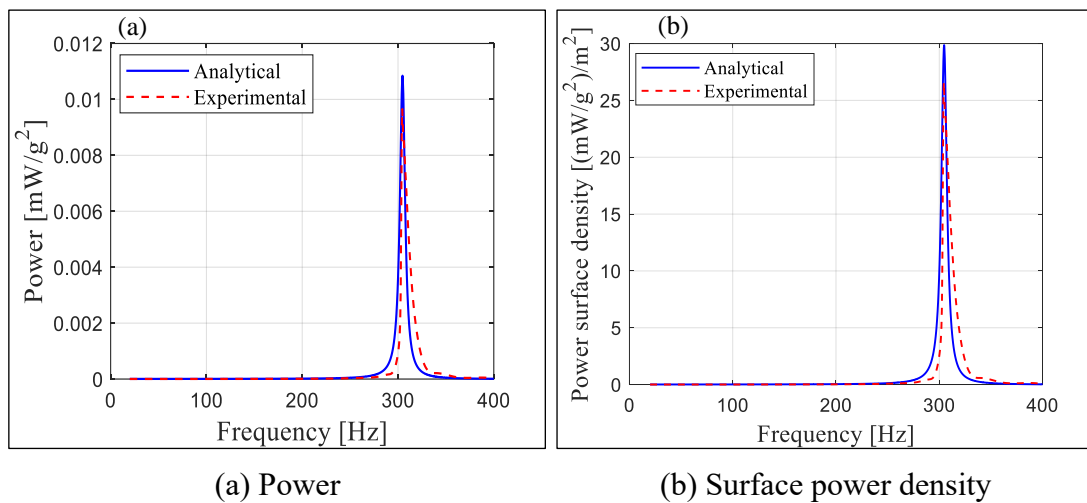 (a)
0.012
0.01
0.008
0.006
0.004
0.002
0
Power [mW/g²]
Analytical
Experimental
0 100 200 300 400
Frequency [Hz]
(b)
30
25
20
15
10
5
0
Power surface density [(mW/g²)/m²]
Analytical
Experimental
0 100 200 300 400
Frequency [Hz]
(a) Power
(b) Surface power density